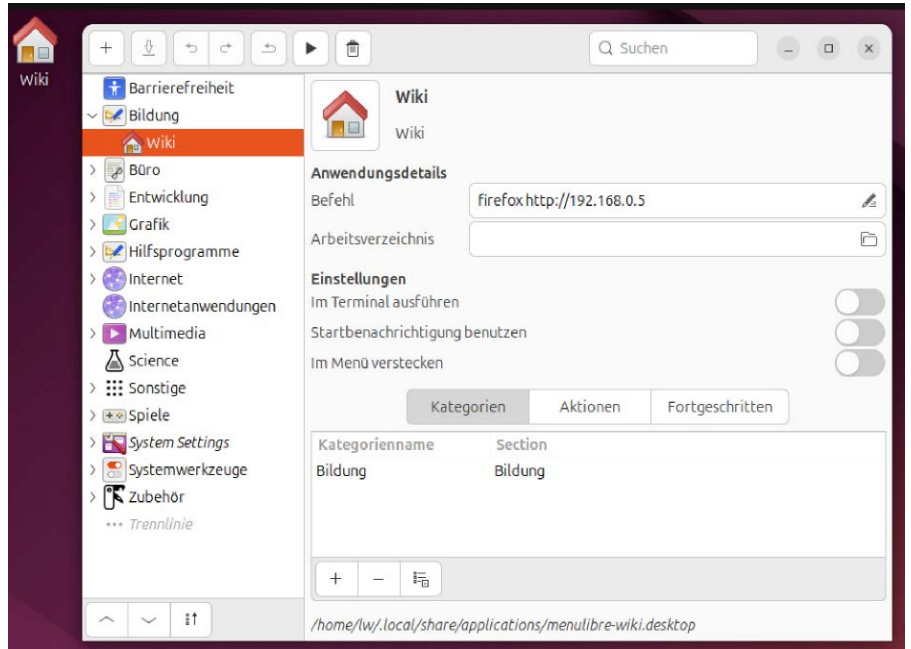 Wiki
Suchen
Barrierefreiheit
Bildung
Wiki
Büro
Entwicklung
Grafik
Hilfsprogramme
Internet
Internetanwendungen
Multimedia
Science
Sonstige
Spiele
System Settings
Systemwerkzeuge
Zubehör
Trennlinie
Wiki
Wiki
Anwendungsdetails
Befehl firefox http://192.168.0.5
Arbeitsverzeichnis
Einstellungen
Im Terminal ausführen
Startbenachrichtigung benutzen
Im Menü verstecken
Kategorien Aktionen Fortgeschritten
Kategorienname Section
Bildung Bildung
/home/lw/.local/share/applications/menulibre-wiki.desktop